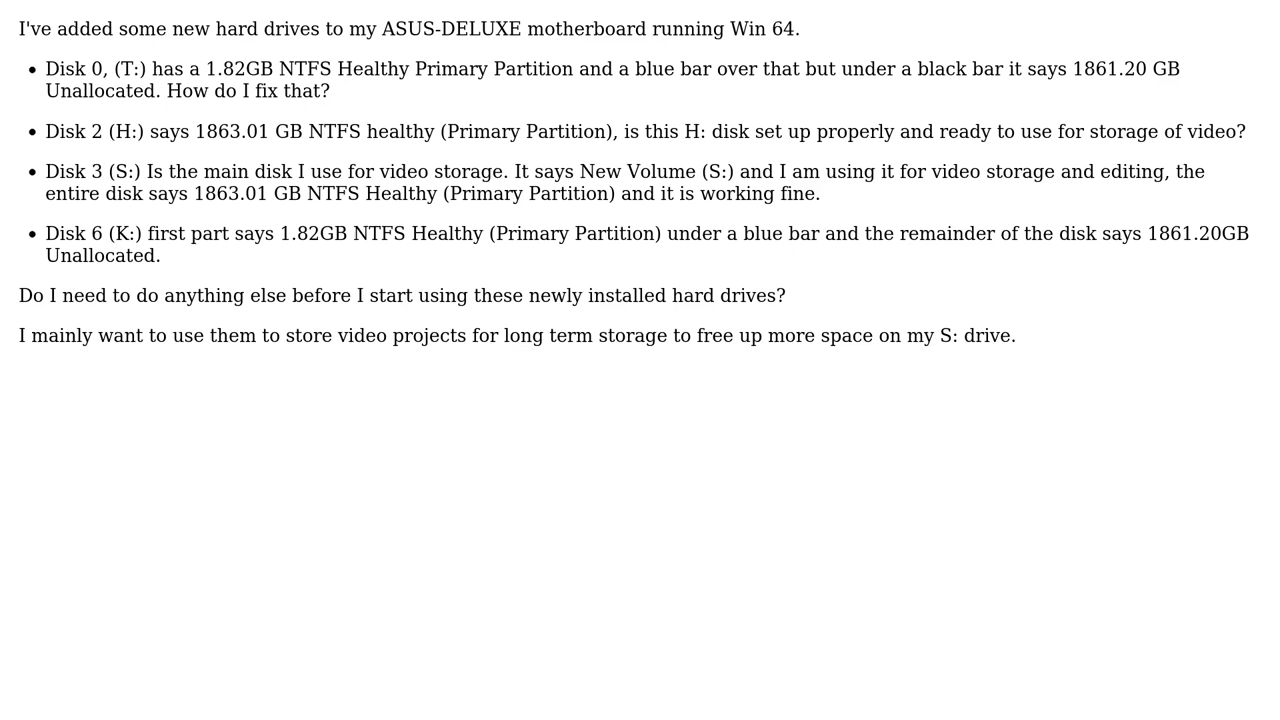 I've added some new hard drives to my ASUS-DELUXE motherboard running Win 64.
• Disk 0, (T:) has a 1.82GB NTFS Healthy Primary Partition and a blue bar over that but under a black bar it says 1861.20 GB
Unallocated. How do I fix that?
• Disk 2 (H:) says 1863.01 GB NTFS healthy (Primary Partition), is this H: disk set up properly and ready to use for storage of video?
• Disk 3 (S:) Is the main disk I use for video storage. It says New Volume (S:) and I am using it for video storage and editing, the
entire disk says 1863.01 GB NTFS Healthy (Primary Partition) and it is working fine.
• Disk 6 (K:) first part says 1.82GB NTFS Healthy (Primary Partition) under a blue bar and the remainder of the disk says 1861.20GB
Unallocated.
Do I need to do anything else before I start using these newly installed hard drives?
I mainly want to use them to store video projects for long term storage to free up more space on my S: drive.